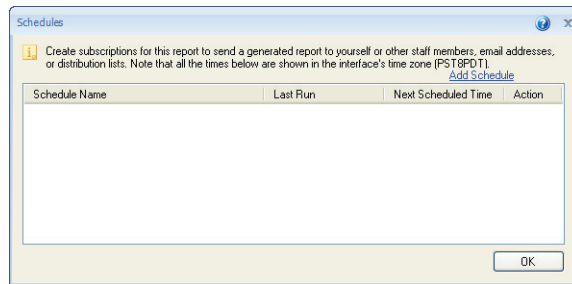 Schedules
Create subscriptions for this report to send a generated report to yourself or other staff members, email addresses,
or distribution lists. Note that all the times below are shown in the interface's time zone (PST8PDT).
Add Schedule
Schedule Name Last Run Next Scheduled Time Action
OK